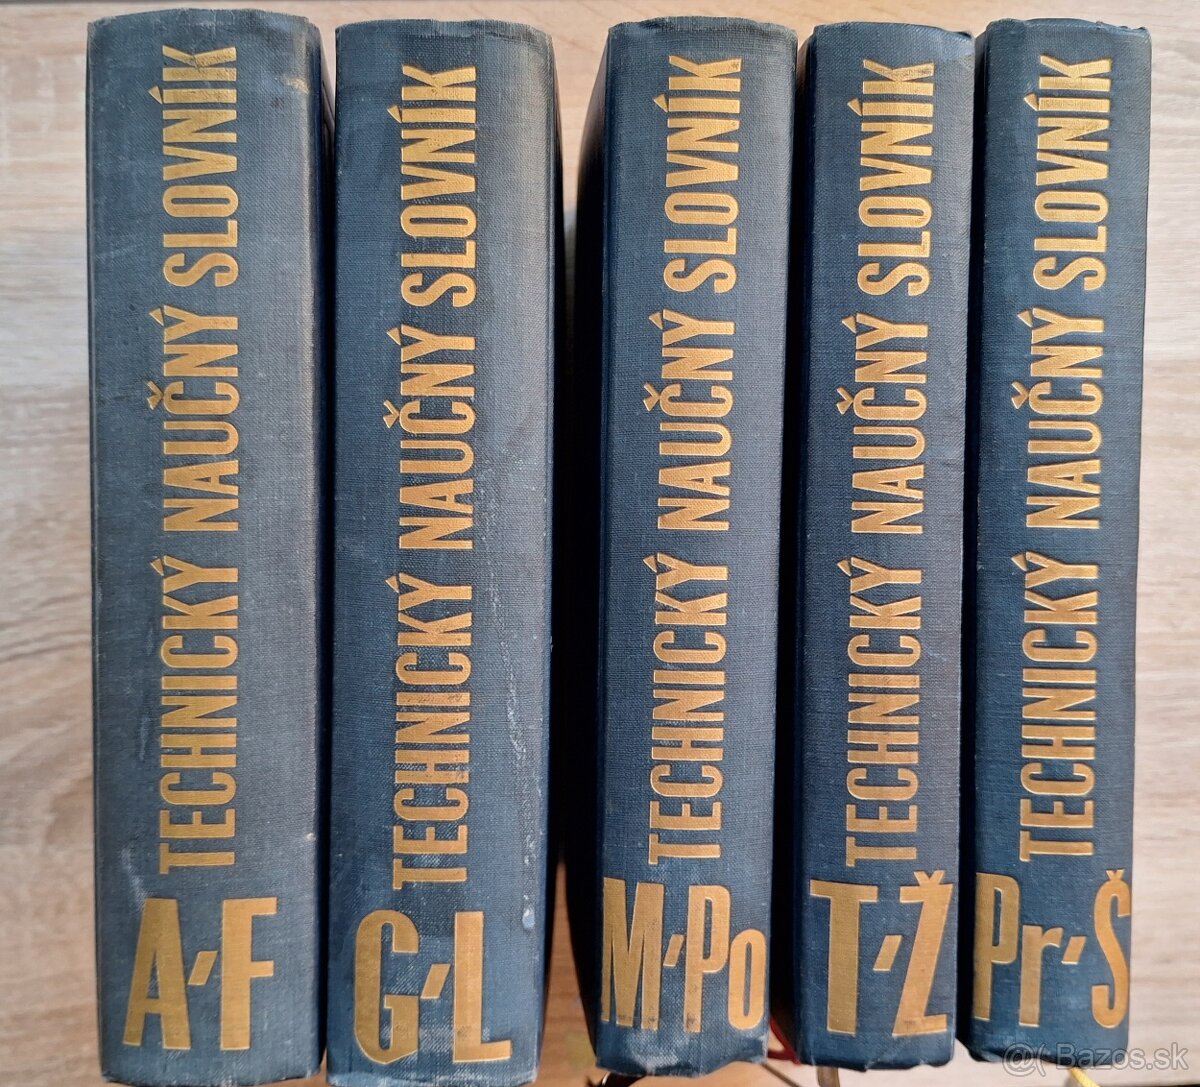 TECHNICKÝ NAUČNÝ SLOVNÍK
A-F
TECHNICKÝ NAUČNÝ SLOVNÍK
G-L
TECHNICKÝ NAUČNÝ SLOVNÍK
M-Po
TECHNICKÝ NAUČNÝ SLOVNÍK
T-Ž
TECHNICKÝ NAUČNÝ SLOVNÍK
Pr-Š
Bazos.sk